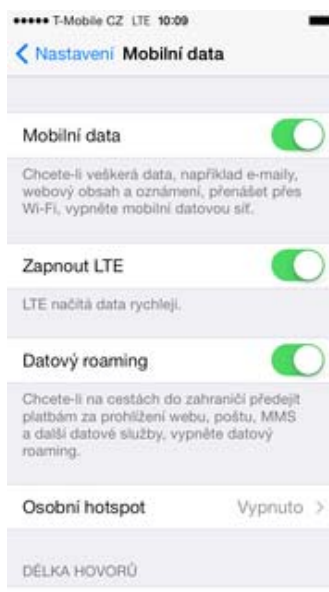 T-Mobile CZ LTE 10:09
Nastavení Mobilní data
Mobilní data
Chcete-li veškerá data, například e-maily,
webový obsah a oznámení, přenášet přes
Wi-Fi, vypněte mobilní datovou síť.
Zapnout LTE
LTE načítá data rychleji.
Datový roaming
Chcete-li na cestách do zahraničí předejít
platbám za prohlížení webu, poštu, MMS
a další datové služby, vypněte datový
roaming.
Osobní hotspot Vypnuto
DÉLKA HOVORŮ